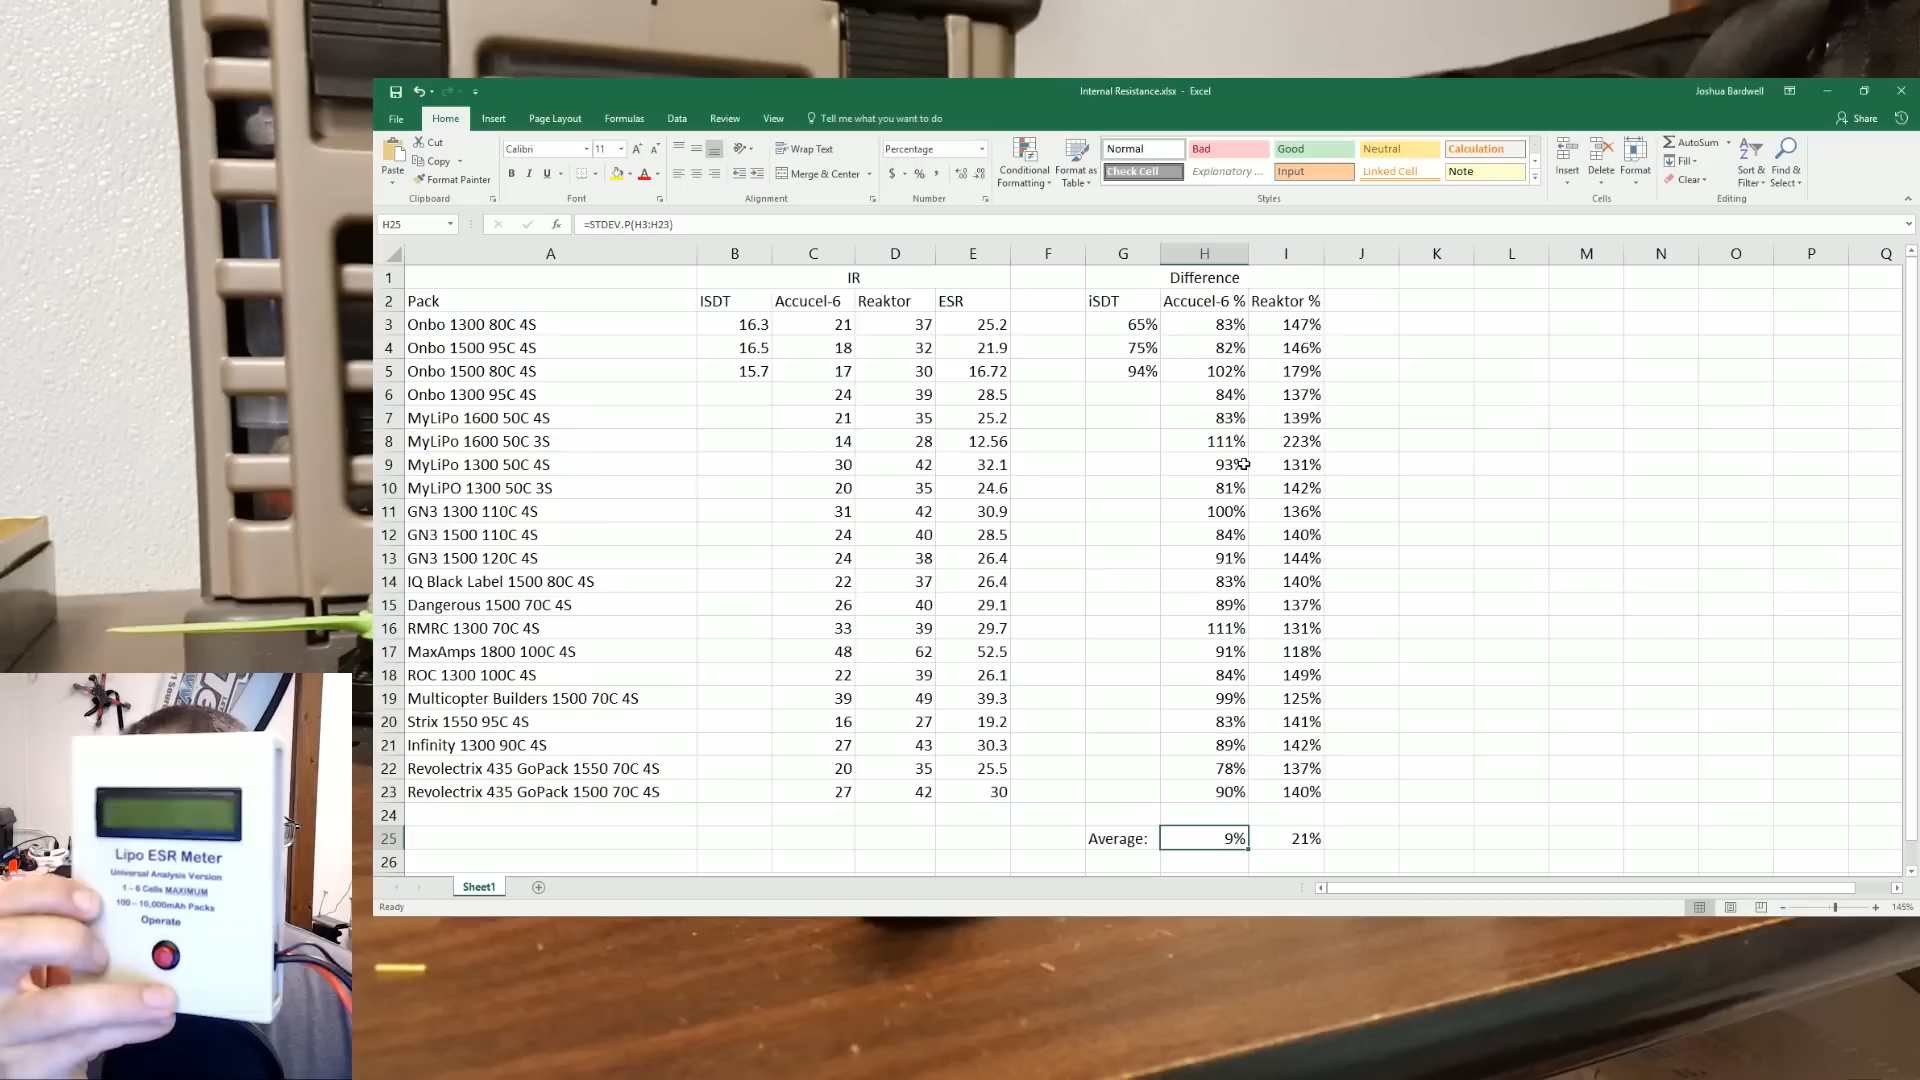 Internal Resistance.xlsx - Excel
Joshua Bardwell
File Home Insert Page Layout Formulas Data Review View Tell me what you want to do Share
Paste
Cut
Copy
Format Painter
Clipboard
Calibri 11
B I U
Font
Wrap Text
Merge & Center
Alignment
Percentage
$ % ,
Number
Conditional Formatting
Format as Table
Normal Bad Good Neutral Calculation
Check Cell Explanatory ... Input Linked Cell Note
Styles
Insert Delete Format
Cells
AutoSum
Fill
Clear
Sort & Filter
Find & Select
Editing
H25 fx =STDEV.P(H3:H23)
A B C D E F G H I J K L M N O P Q
1 IR Difference
2 Pack ISDT Accucel-6 Reaktor ESR iSDT Accucel-6 % Reaktor %
3 Onbo 1300 80C 4S 16.3 21 37 25.2 65% 83% 147%
4 Onbo 1500 95C 4S 16.5 18 32 21.9 75% 82% 146%
5 Onbo 1500 80C 4S 15.7 17 30 16.72 94% 102% 179%
6 Onbo 1300 95C 4S 24 39 28.5 84% 137%
7 MyLiPo 1600 50C 4S 21 35 25.2 83% 139%
8 MyLiPo 1600 50C 3S 14 28 12.56 111% 223%
9 MyLiPo 1300 50C 4S 30 42 32.1 93% 131%
10 MyLiPO 1300 50C 3S 20 35 24.6 81% 142%
11 GN3 1300 110C 4S 31 42 30.9 100% 136%
12 GN3 1500 110C 4S 24 40 28.5 84% 140%
13 GN3 1500 120C 4S 24 38 26.4 91% 144%
14 IQ Black Label 1500 80C 4S 22 37 26.4 83% 140%
15 Dangerous 1500 70C 4S 26 40 29.1 89% 137%
16 RMRC 1300 70C 4S 33 39 29.7 111% 131%
17 MaxAmps 1800 100C 4S 48 62 52.5 91% 118%
18 ROC 1300 100C 4S 22 39 26.1 84% 149%
19 Multicopter Builders 1500 70C 4S 39 49 39.3 99% 125%
20 Strix 1550 95C 4S 16 27 19.2 83% 141%
21 Infinity 1300 90C 4S 27 43 30.3 89% 142%
22 Revolectrix 435 GoPack 1550 70C 4S 20 35 25.5 78% 137%
23 Revolectrix 435 GoPack 1500 70C 4S 27 42 30 90% 140%
24
25 Average: 9% 21%
26
Sheet1
Ready
145%
Lipo ESR Meter
Universal Analysis Version
1 - 6 Cells MAXIMUM
100 - 10,000mAh Packs
Operate